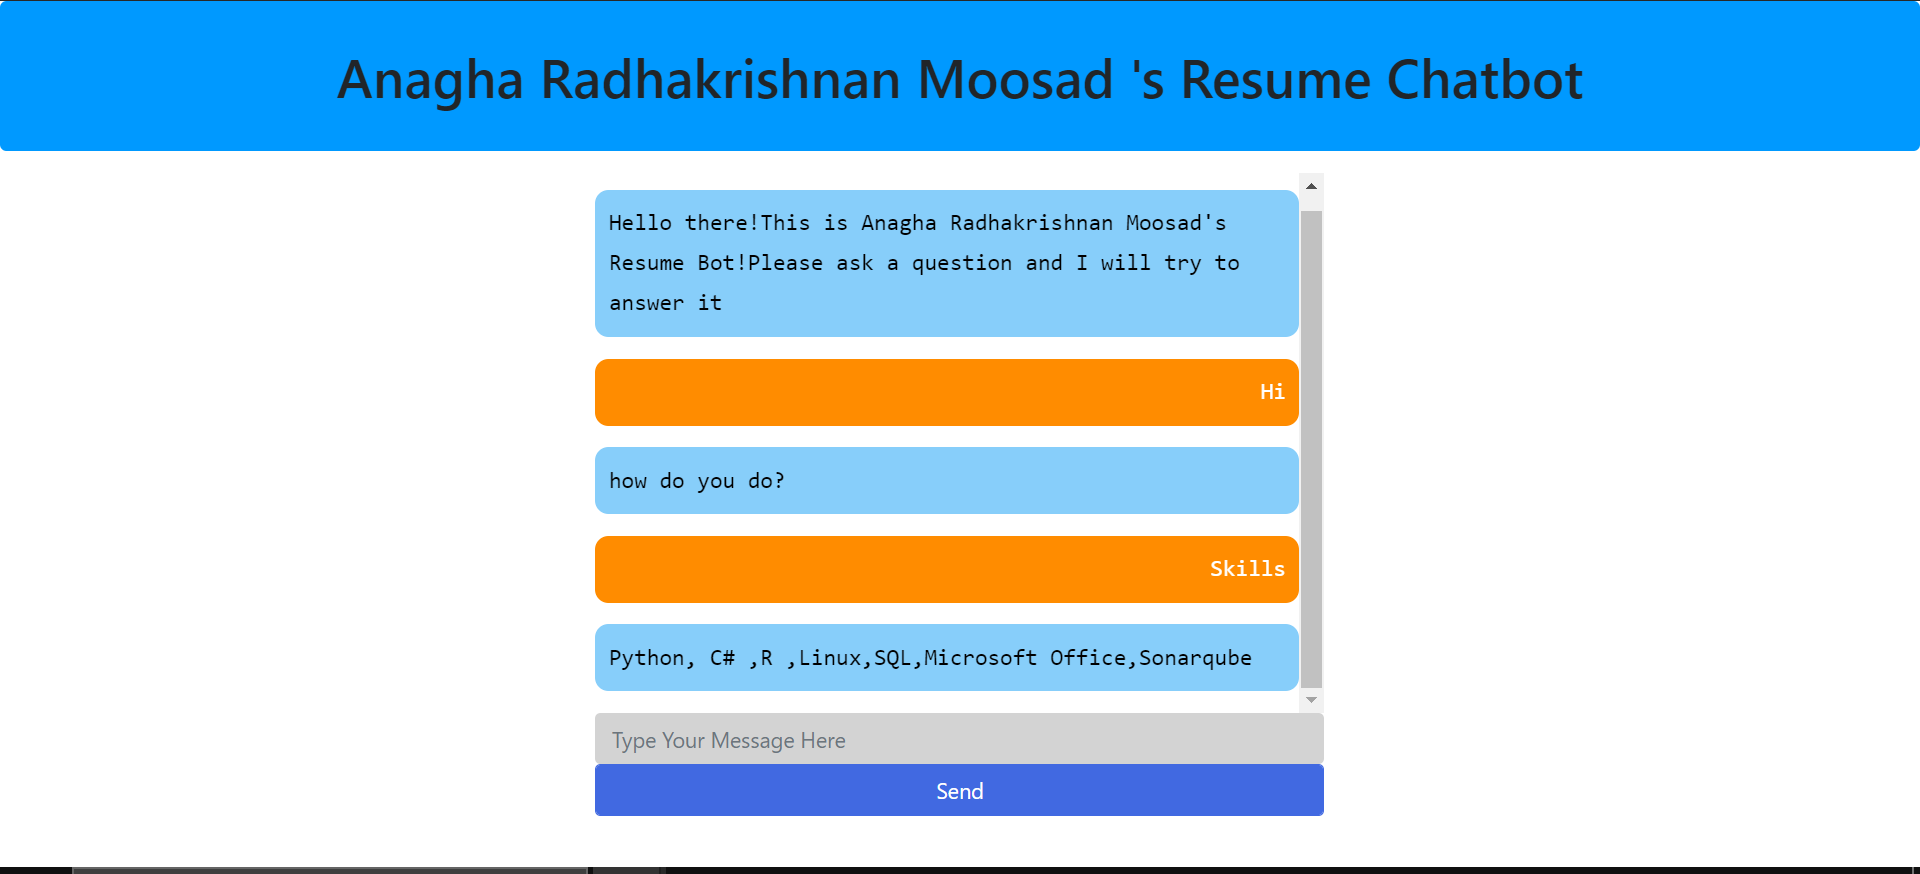 Anagha Radhakrishnan Moosad 's Resume Chatbot
Hello there!This is Anagha Radhakrishnan Moosad's
Resume Bot!Please ask a question and I will try to
answer it
Hi
how do you do?
Skills
Python, C# ,R ,Linux,SQL,Microsoft Office,Sonarqube
Type Your Message Here
Send